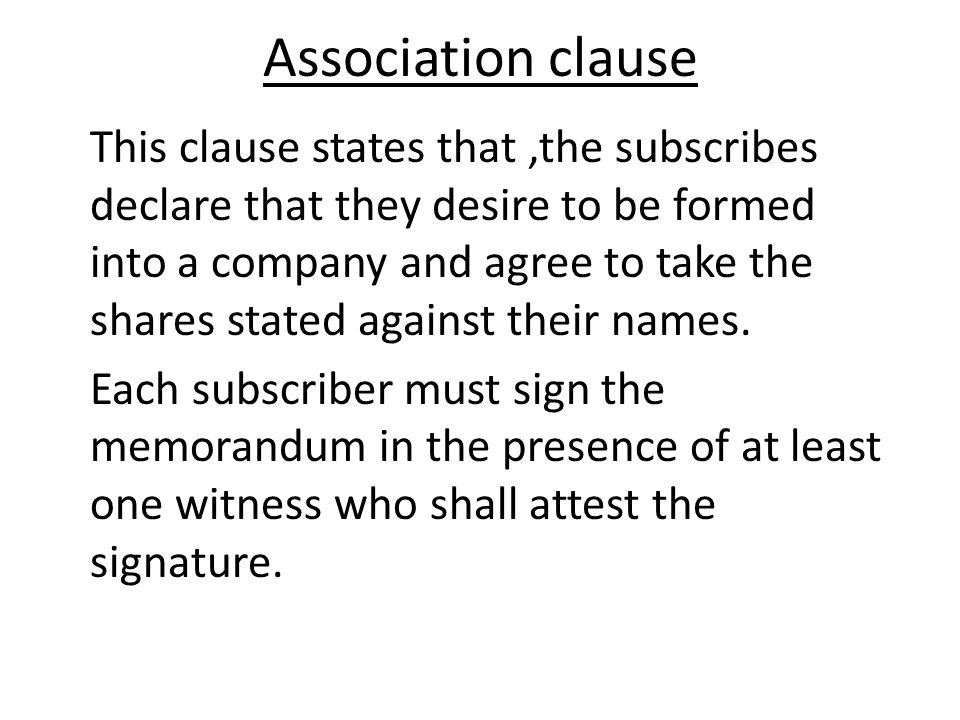 Association clause
This clause states that ,the subscribes
declare that they desire to be formed
into a company and agree to take the
shares stated against their names.
Each subscriber must sign the
memorandum in the presence of at least
one witness who shall attest the
signature.